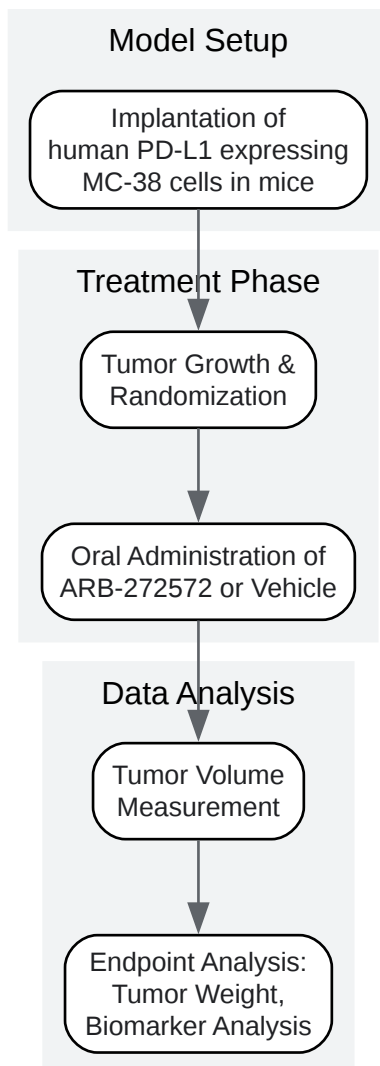 Model Setup
Implantation of
human PD-L1 expressing
MC-38 cells in mice
Treatment Phase
Tumor Growth &
Randomization
Oral Administration of
ARB-272572 or Vehicle
Data Analysis
Tumor Volume
Measurement
Endpoint Analysis:
Tumor Weight,
Biomarker Analysis